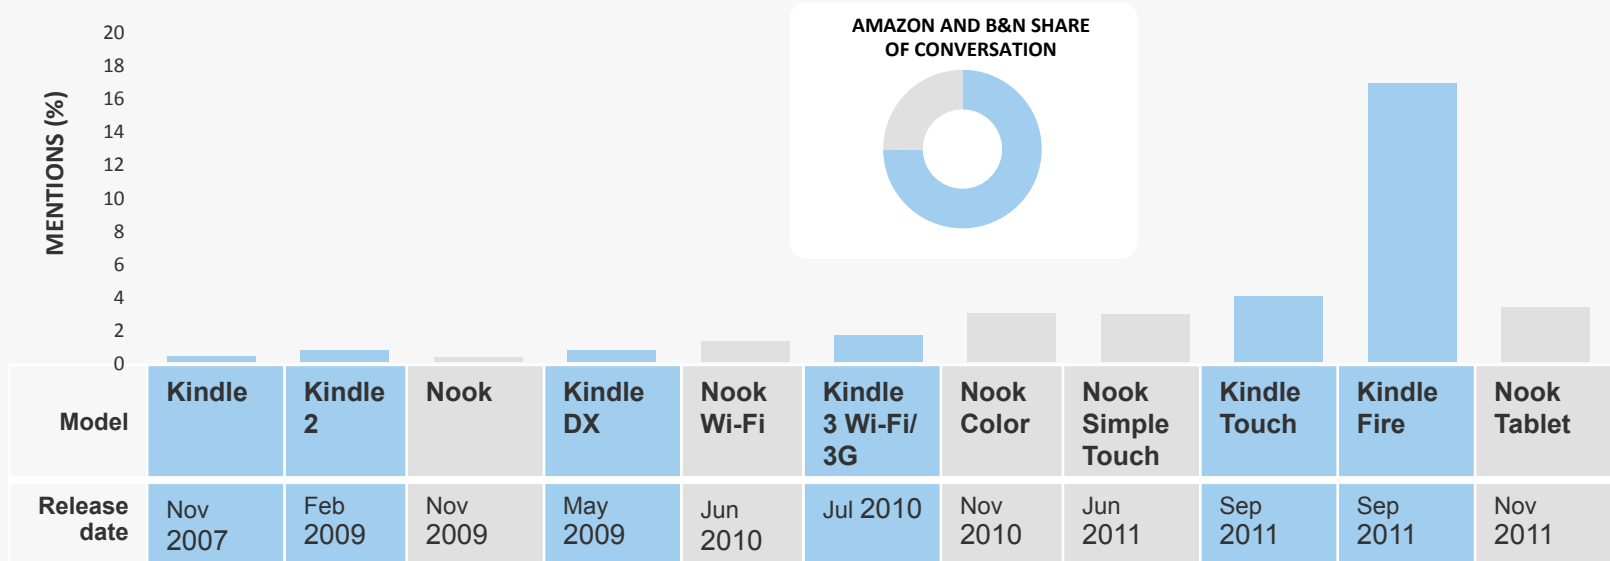 AMAZON AND B&N SHARE
OF CONVERSATION
MENTIONS (%)
20
18
16
14
12
10
8
6
4
2
0
Model
Kindle
Kindle
2
Nook
Kindle
DX
Nook
Wi-Fi
Kindle
3 Wi-Fi/
3G
Nook
Color
Nook
Simple
Touch
Kindle
Touch
Kindle
Fire
Nook
Tablet
Release
date
Nov
2007
Feb
2009
Nov
2009
May
2009
Jun
2010
Jul 2010
Nov
2010
Jun
2011
Sep
2011
Sep
2011
Nov
2011